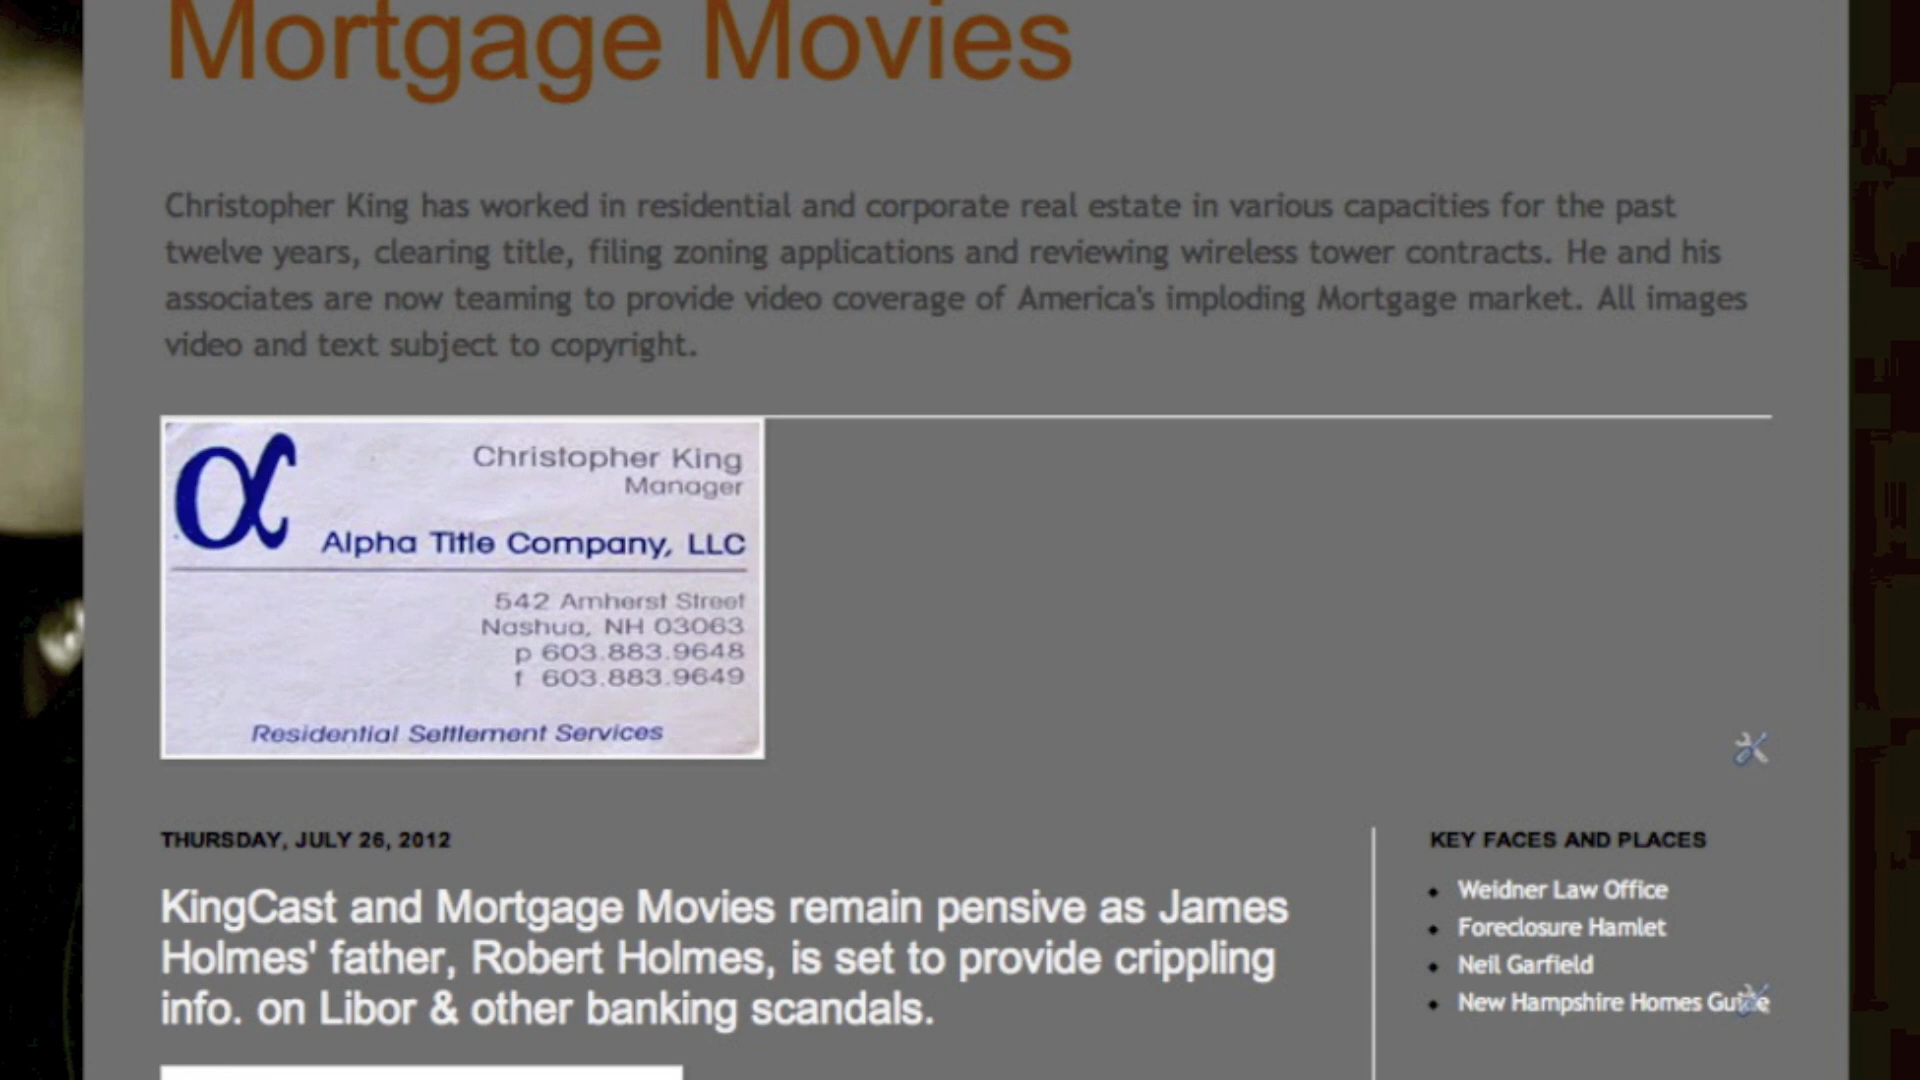 Mortgage Movies
Christopher King has worked in residential and corporate real estate in various capacities for the past
twelve years, clearing title, filing zoning applications and reviewing wireless tower contracts. He and his
associates are now teaming to provide video coverage of America's imploding Mortgage market. All images
video and text subject to copyright.
α
Christopher King
Manager
Alpha Title Company, LLC
542 Amherst Street
Nashua, NH 03063
p 603.883.9648
f 603.883.9649
Residential Settlement Services
THURSDAY, JULY 26, 2012
KingCast and Mortgage Movies remain pensive as James
Holmes' father, Robert Holmes, is set to provide crippling
info. on Libor & other banking scandals.
KEY FACES AND PLACES
Weidner Law Office
Foreclosure Hamlet
Neil Garfield
New Hampshire Homes Guide